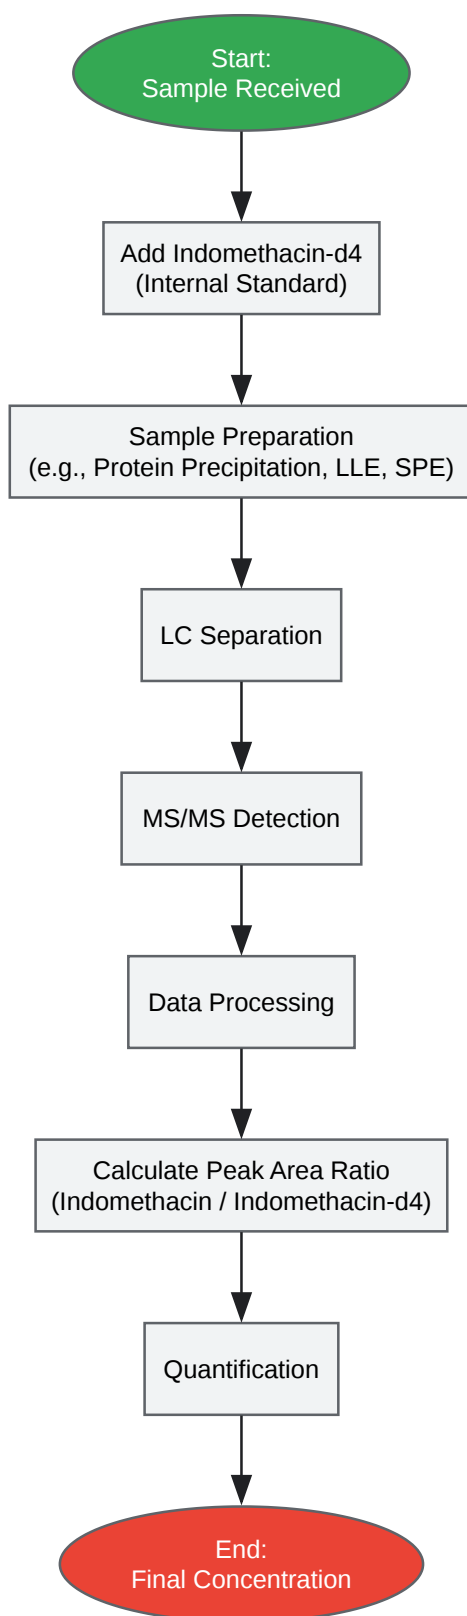 Start:
Sample Received
Add Indomethacin-d4
(Internal Standard)
Sample Preparation
(e.g., Protein Precipitation, LLE, SPE)
LC Separation
MS/MS Detection
Data Processing
Calculate Peak Area Ratio
(Indomethacin / Indomethacin-d4)
Quantification
End:
Final Concentration